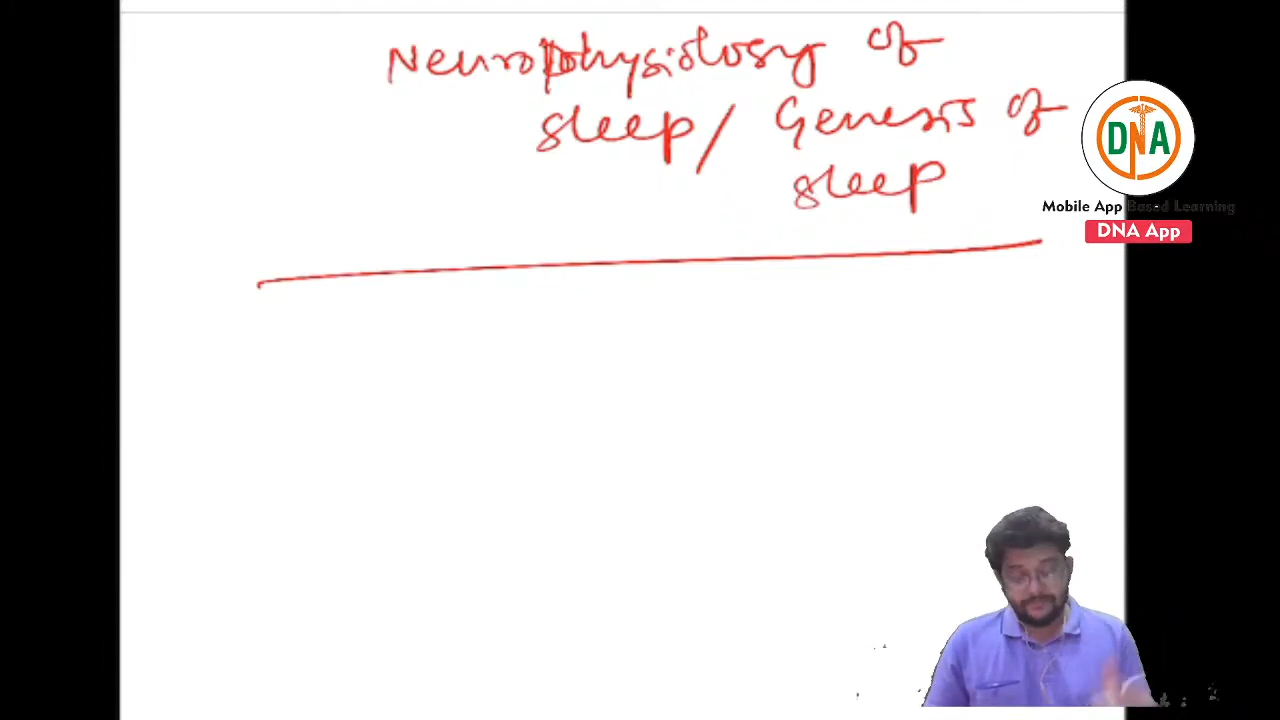 Neurophysiology of
sleep/ Genesis of
sleep
DNA
Mobile App Based Learning
DNA App